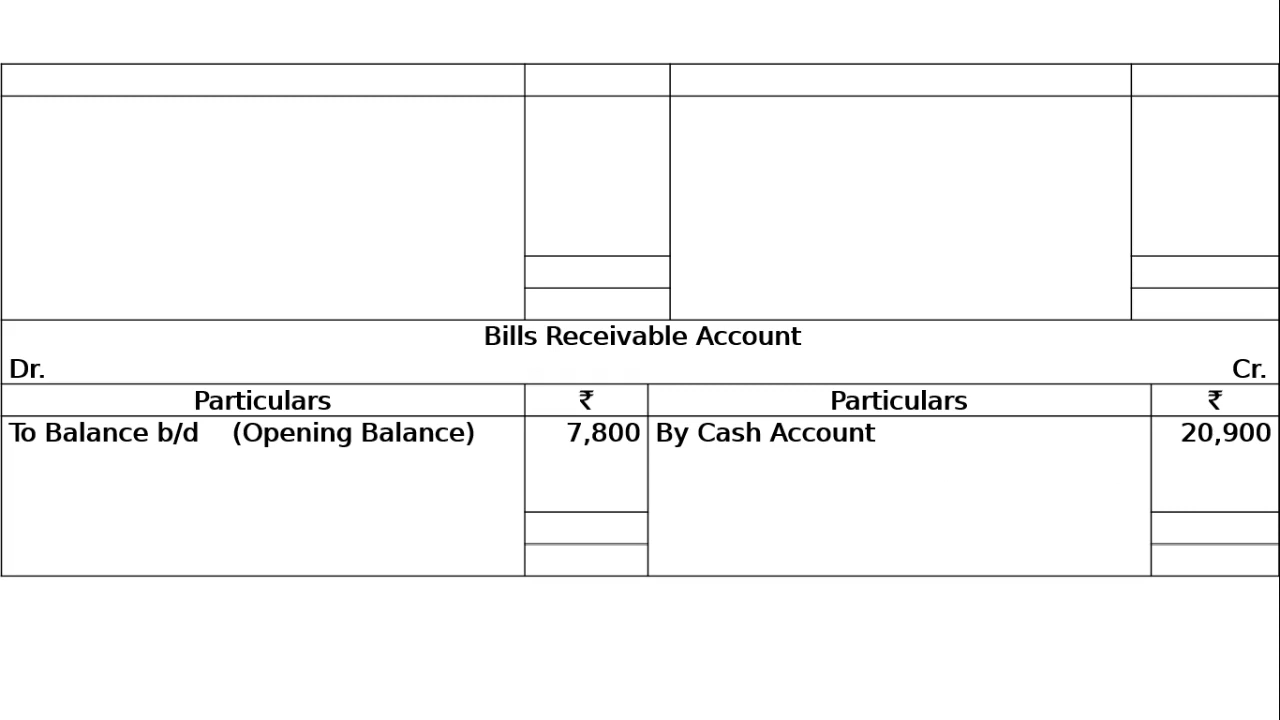 Bills Receivable Account
Dr. Cr.
Particulars ₹ Particulars ₹
To Balance b/d (Opening Balance) 7,800 By Cash Account 20,900